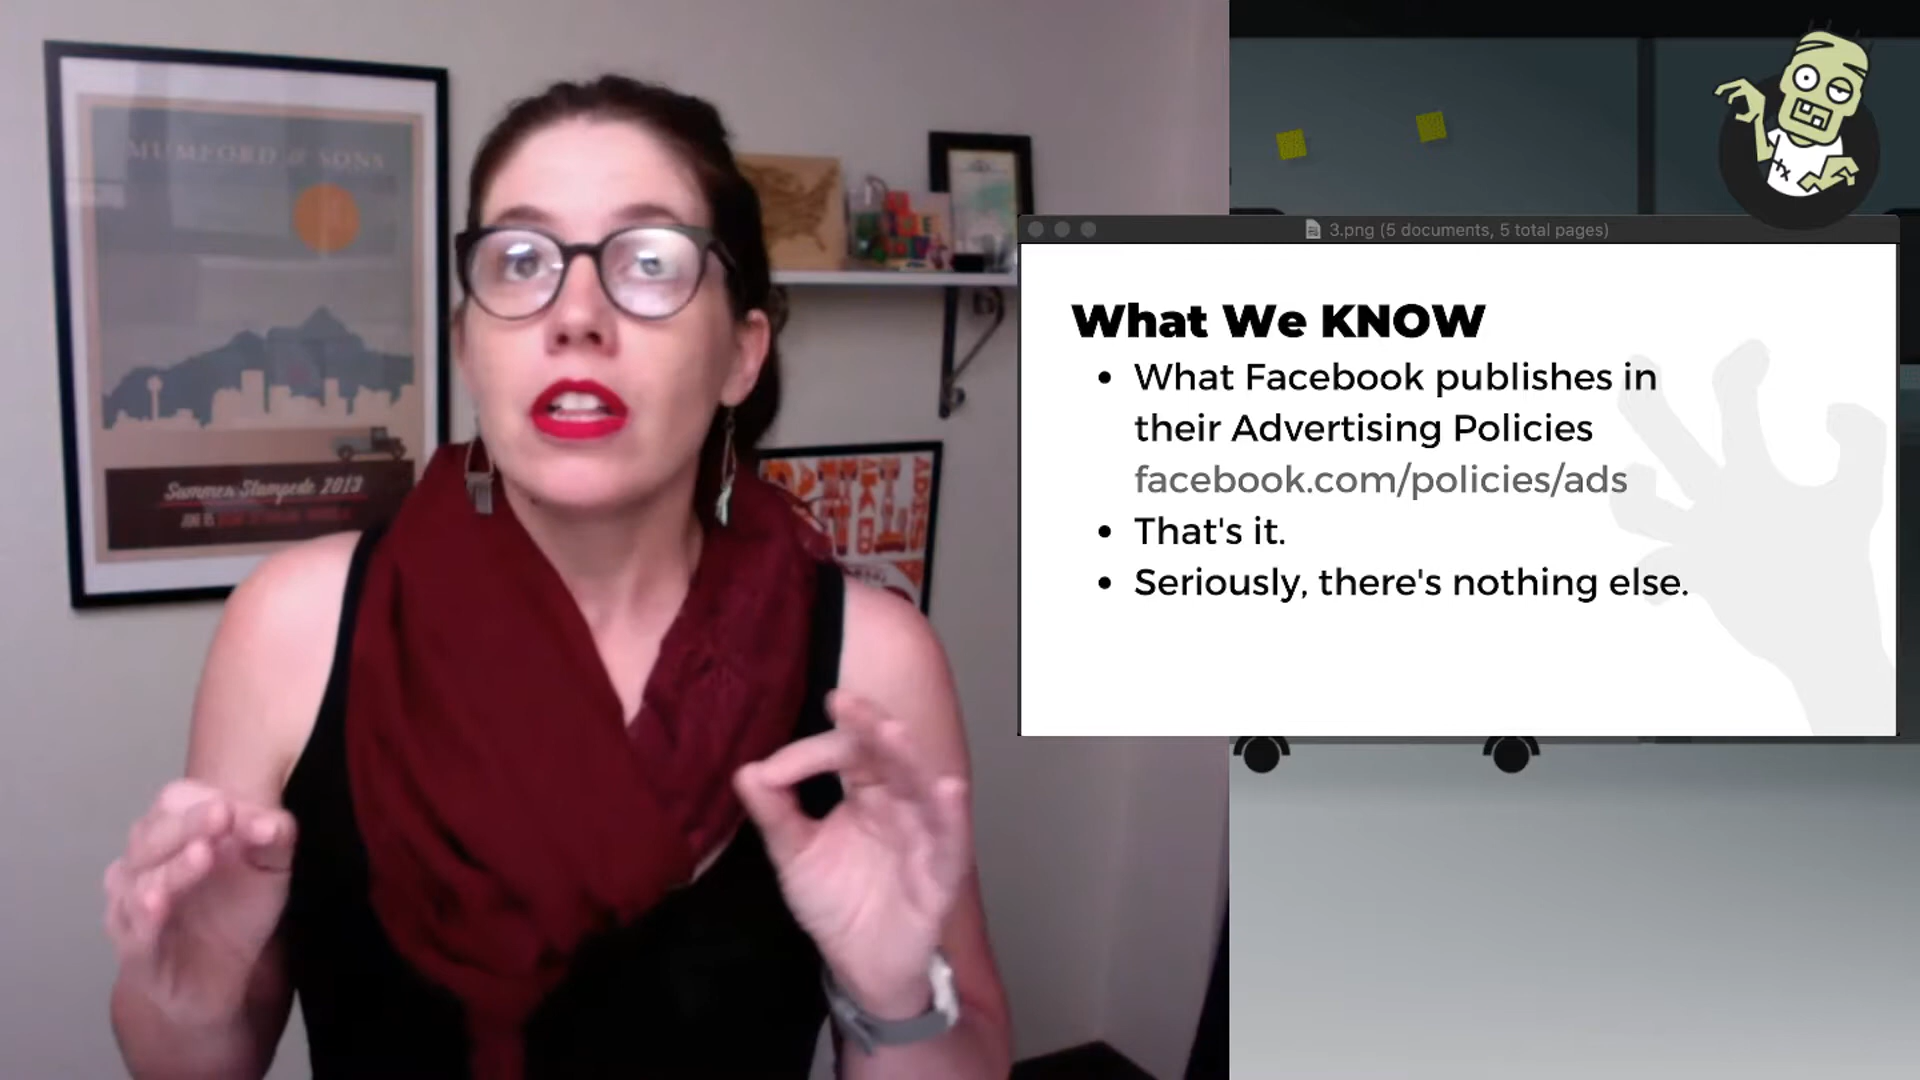 MUMFORD & SONS
Summer Stampede 2013
3.png (5 documents, 5 total pages)
What We KNOW
• What Facebook publishes in
their Advertising Policies
facebook.com/policies/ads
• That's it.
• Seriously, there's nothing else.